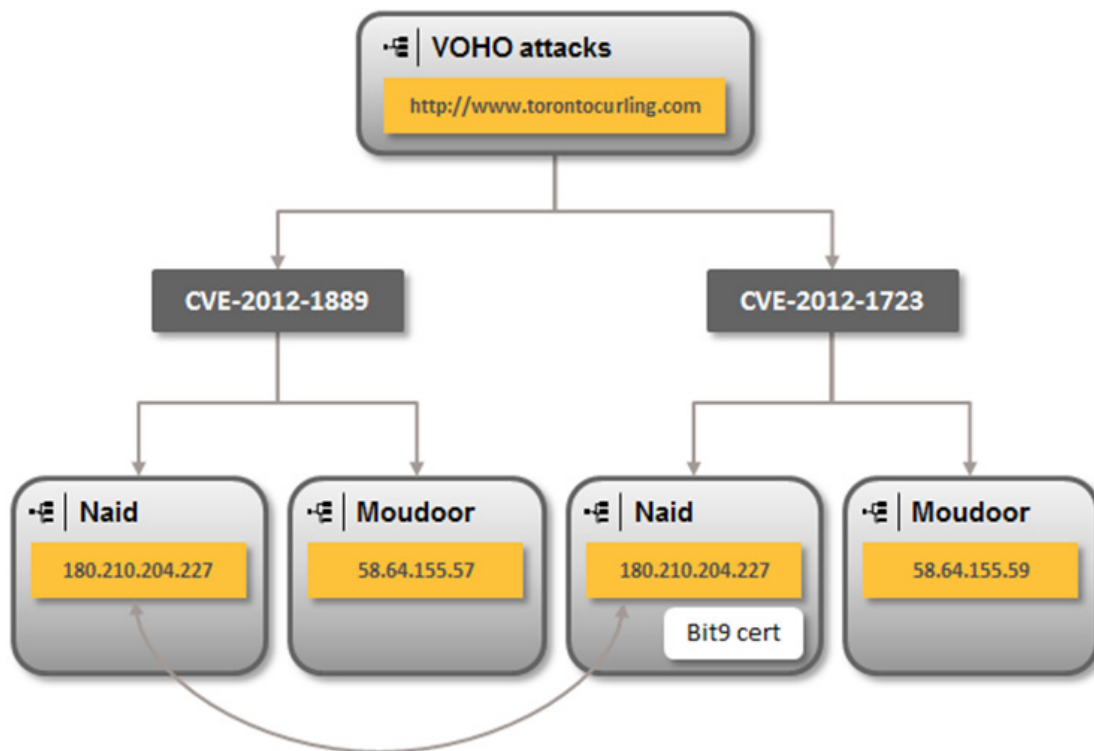 VOHO attacks
http://www.torontocurling.com
CVE-2012-1889
CVE-2012-1723
Naid
180.210.204.227
Moudoor
58.64.155.57
Naid
180.210.204.227
Bit9 cert
Moudoor
58.64.155.59